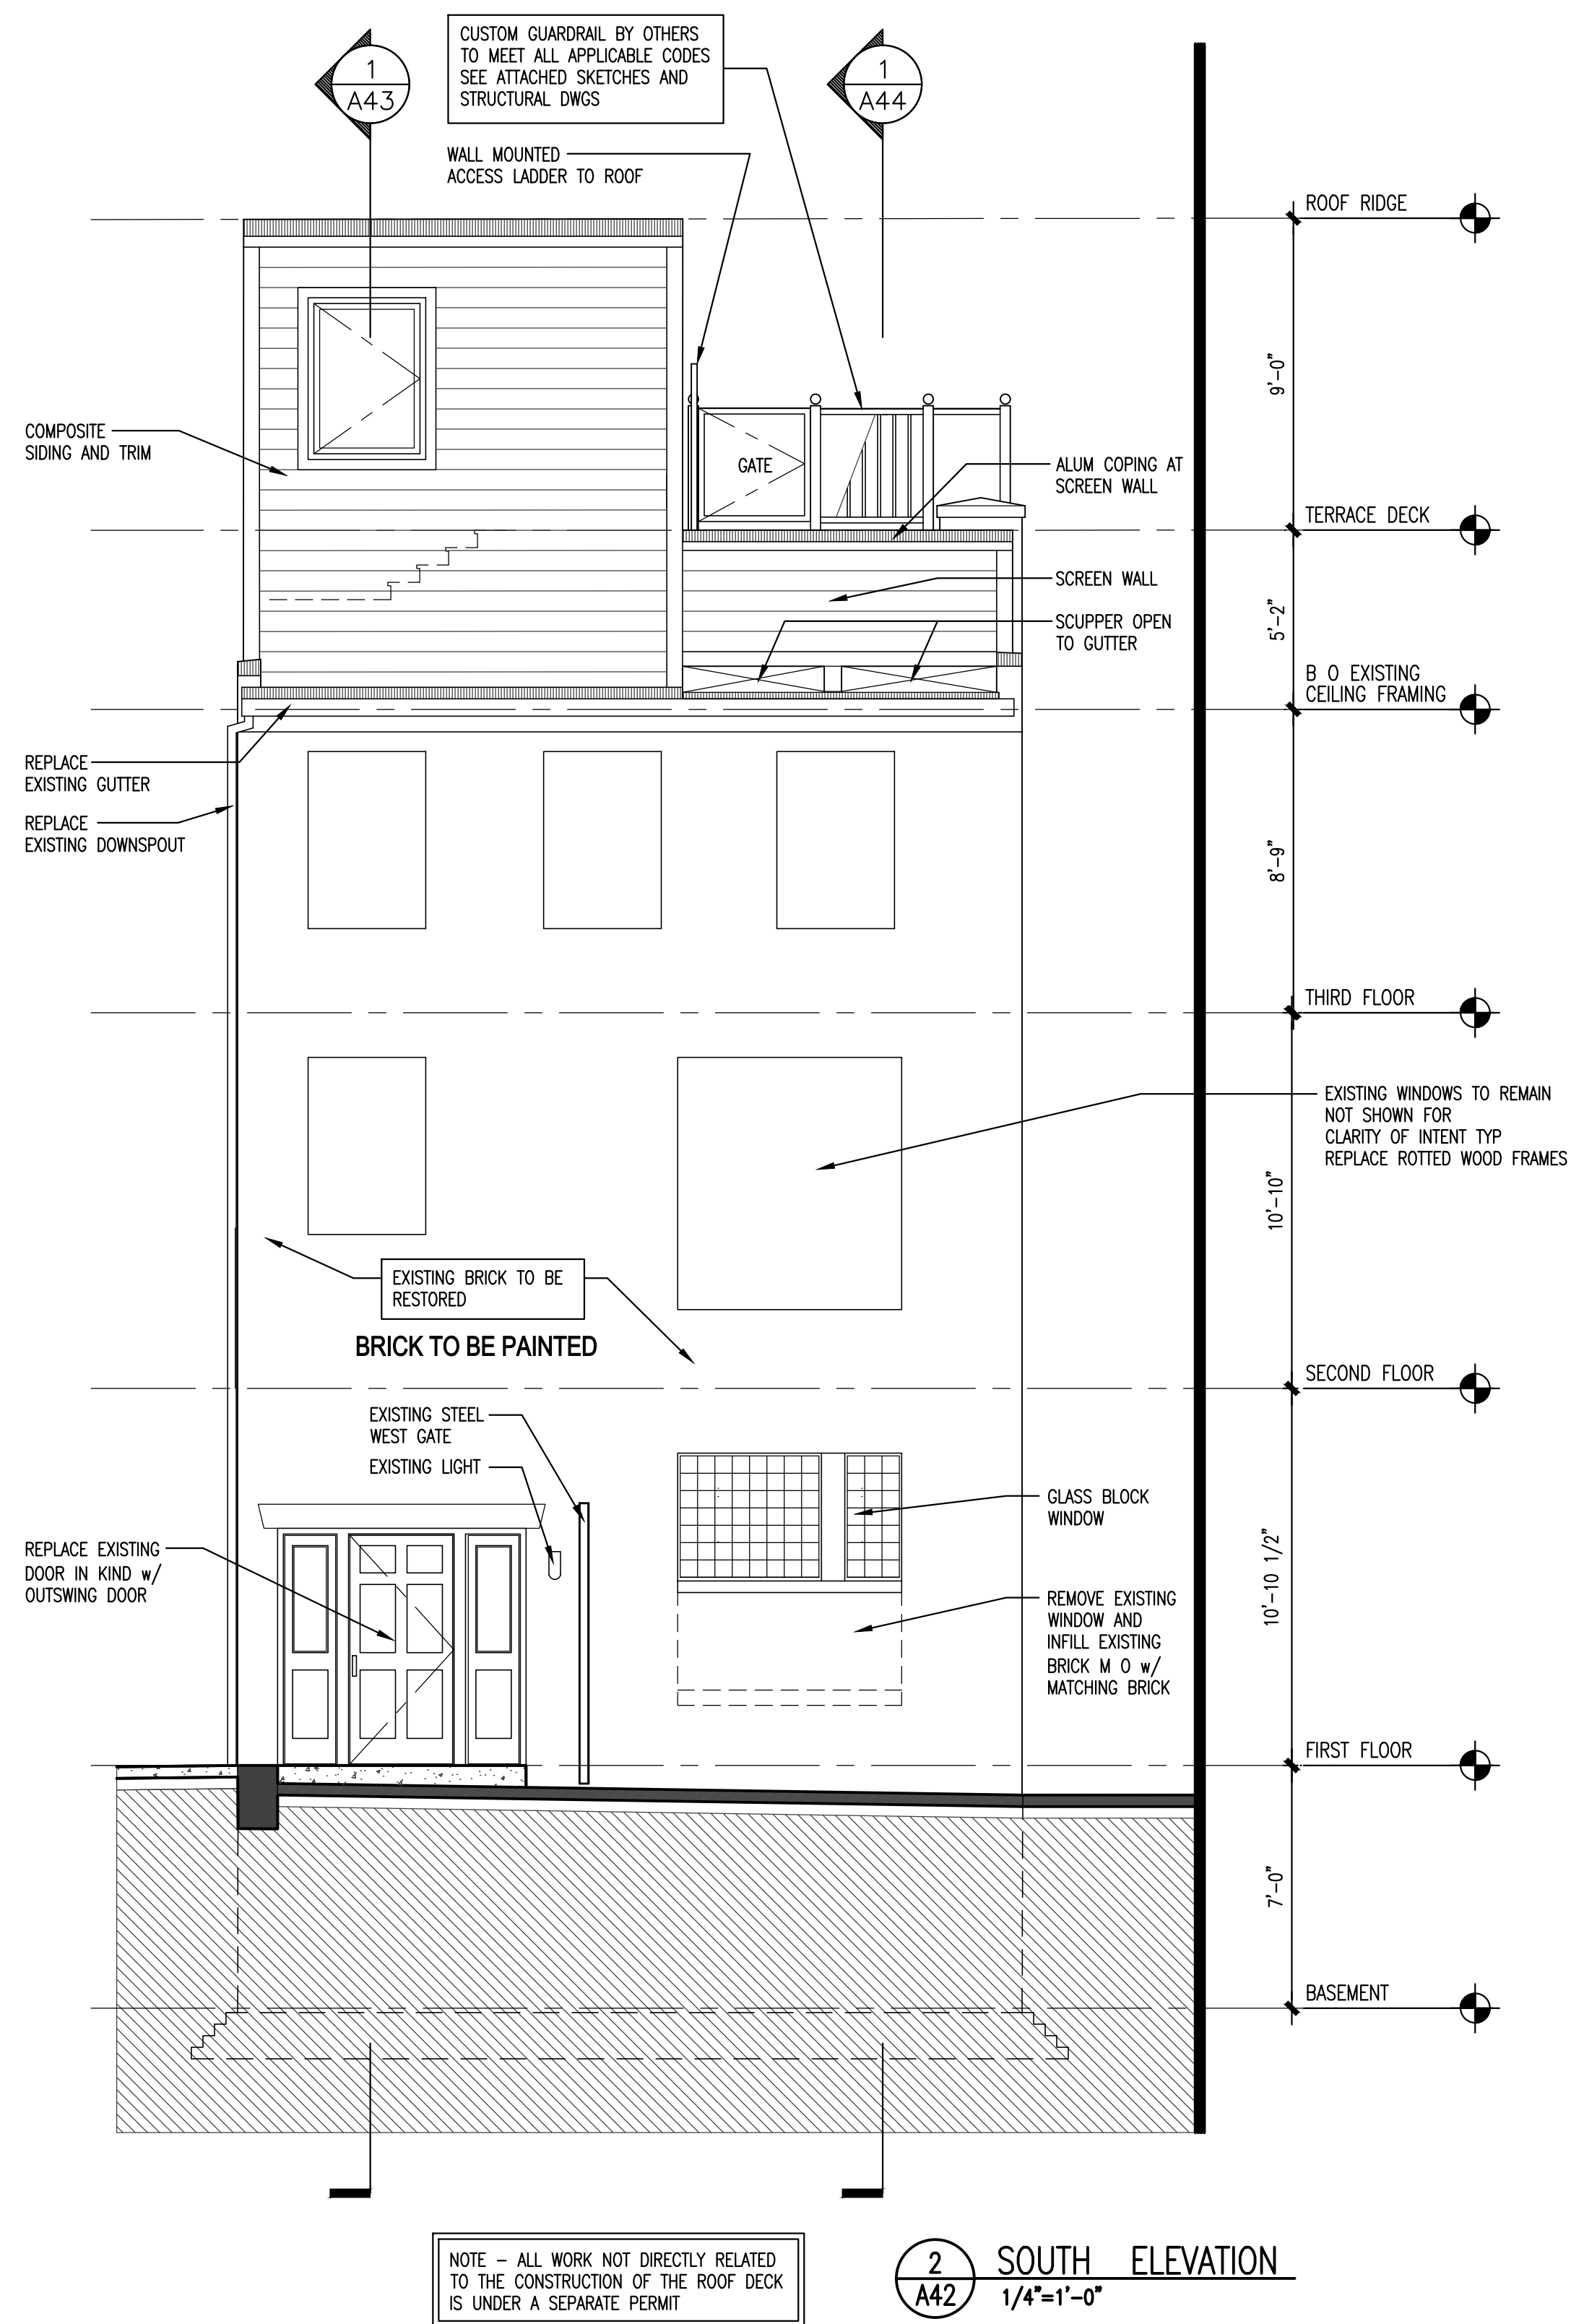 CUSTOM GUARDRAIL BY OTHERS
TO MEET ALL APPLICABLE CODES
SEE ATTACHED SKETCHES AND
STRUCTURAL DWGS
1
A43
1
A44
WALL MOUNTED
ACCESS LADDER TO ROOF
ROOF RIDGE
9'-0"
COMPOSITE
SIDING AND TRIM
GATE
ALUM COPING AT
SCREEN WALL
TERRACE DECK
SCREEN WALL
5'-2"
SCUPPER OPEN
TO GUTTER
B O EXISTING
CEILING FRAMING
REPLACE
EXISTING GUTTER
REPLACE
EXISTING DOWNSPOUT
8'-9"
THIRD FLOOR
EXISTING WINDOWS TO REMAIN
NOT SHOWN FOR
CLARITY OF INTENT TYP
REPLACE ROTTED WOOD FRAMES
10'-10"
EXISTING BRICK TO BE
RESTORED
BRICK TO BE PAINTED
SECOND FLOOR
EXISTING STEEL
WEST GATE
EXISTING LIGHT
GLASS BLOCK
WINDOW
REPLACE EXISTING
DOOR IN KIND w/
OUTSWING DOOR
10'-10 1/2"
REMOVE EXISTING
WINDOW AND
INFILL EXISTING
BRICK M O w/
MATCHING BRICK
FIRST FLOOR
7'-0"
BASEMENT
NOTE - ALL WORK NOT DIRECTLY RELATED
TO THE CONSTRUCTION OF THE ROOF DECK
IS UNDER A SEPARATE PERMIT
2
A42
SOUTH ELEVATION
1/4"=1'-0"